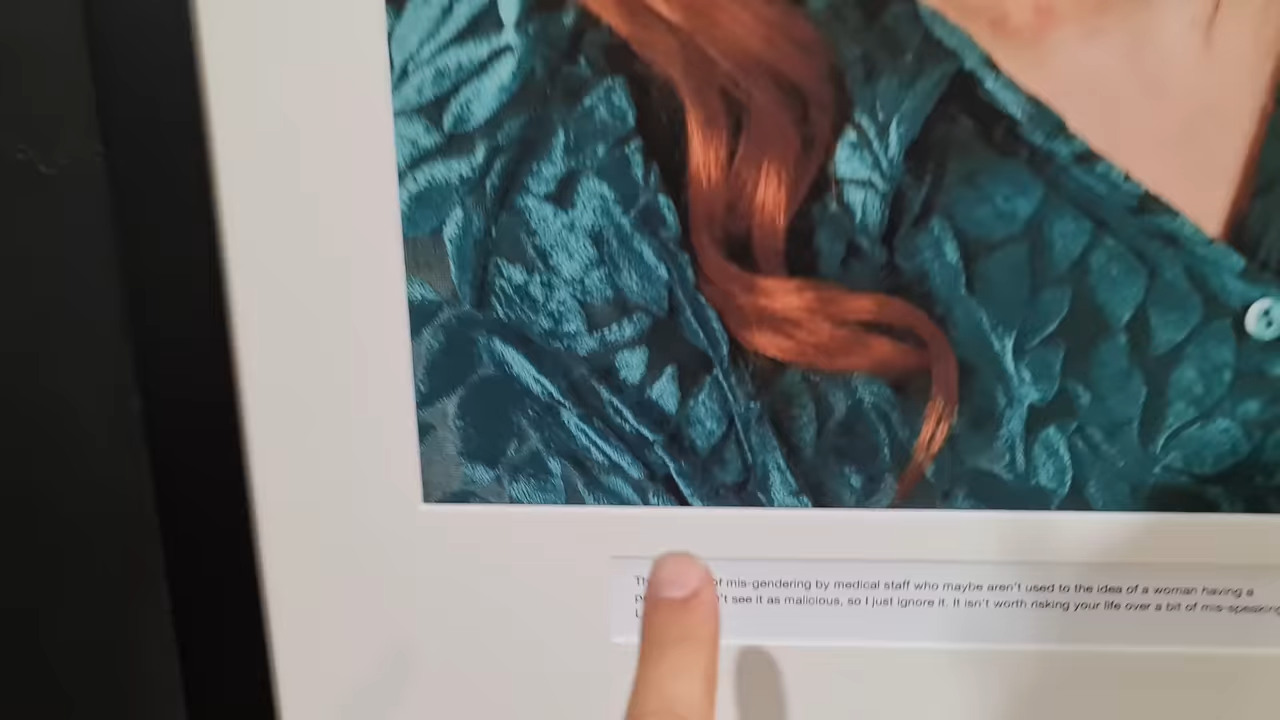 of mis-gendering by medical staff who maybe aren't used to the idea of a woman having a
see it as malicious, so I just ignore it. It isn't worth risking your life over a bit of mis-speaking